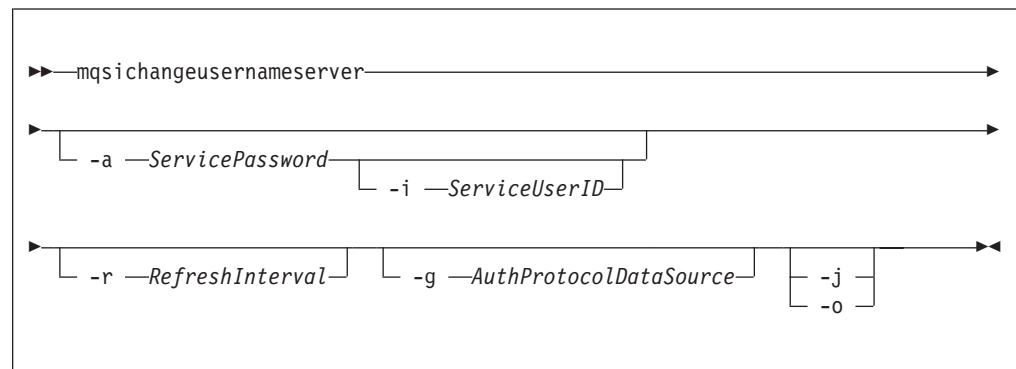 mqsichangeusernameserver
-a ServicePassword
-i ServiceUserID
-r RefreshInterval -g AuthProtocolDataSource -j
-o